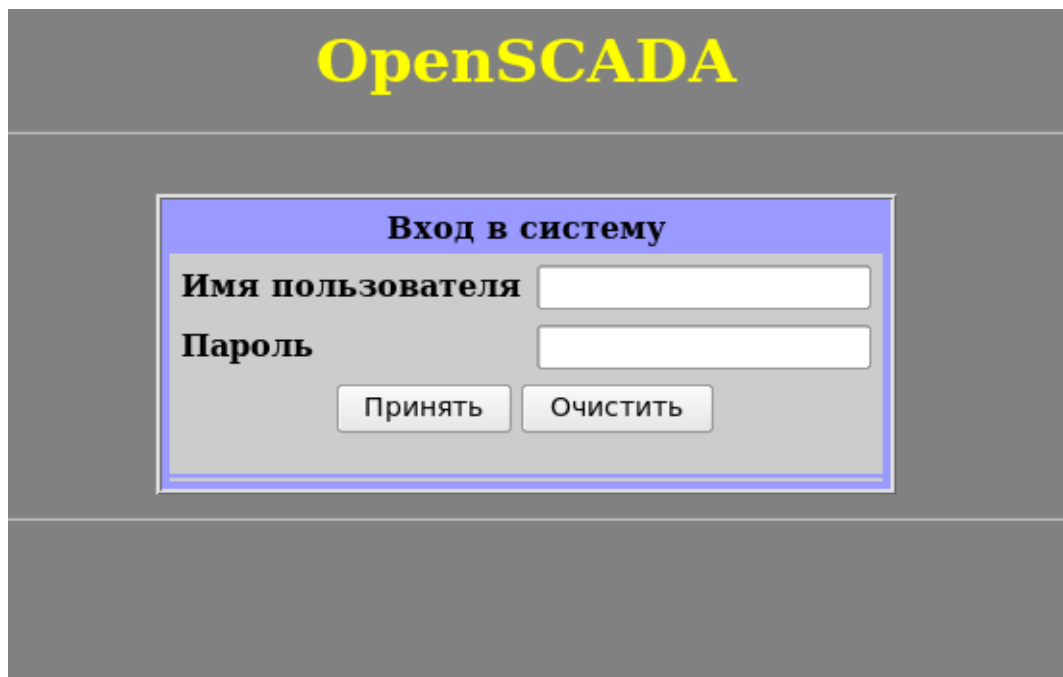 OpenSCADA
Вход в систему
Имя пользователя
Пароль
Принять Очистить